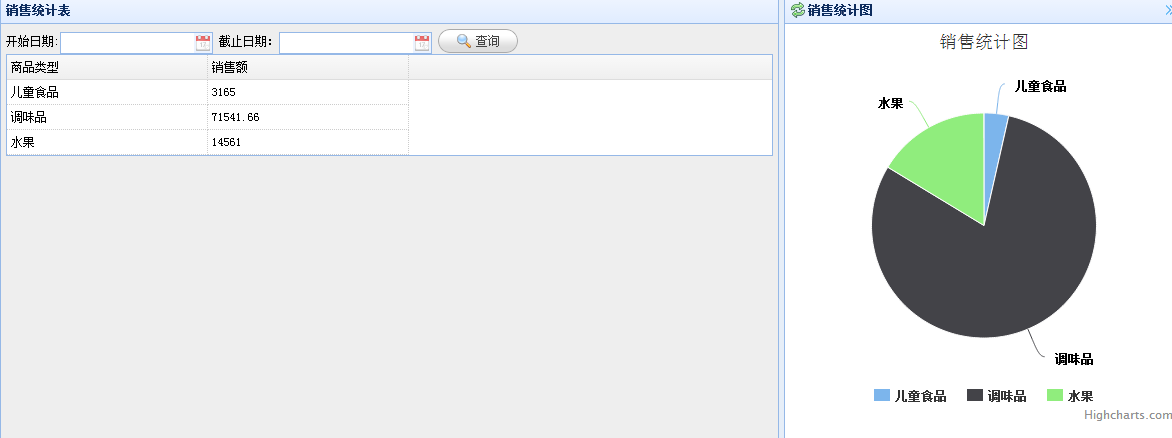 销售统计表
开始日期: 截止日期: 查询
商品类型 销售额
儿童食品 3165
调味品 71541.66
水果 14561
销售统计图
销售统计图
儿童食品
水果
调味品
儿童食品 调味品 水果
Highcharts.com